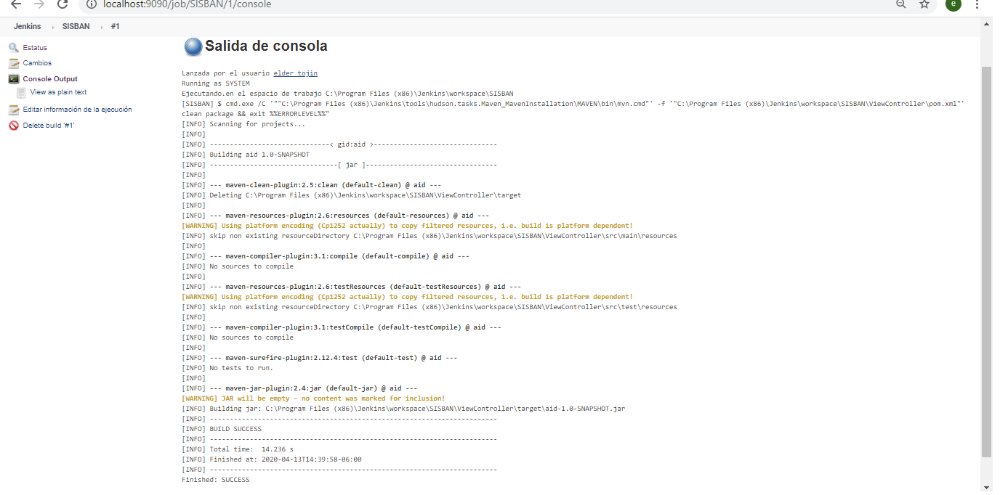 localhost:9090/job/SISBAN/1/console
e
Jenkins › SISBAN › #1
Estatus
Cambios
Console Output
View as plain text
Editar información de la ejecución
Delete build '#1'
Salida de consola
Lanzada por el usuario elder tojin
Running as SYSTEM
Ejecutando.en el espacio de trabajo C:\Program Files (x86)\Jenkins\workspace\SISBAN
[SISBAN] $ cmd.exe /C '""C:\Program Files (x86)\Jenkins\tools\hudson.tasks.Maven_MavenInstallation\MAVEN\bin\mvn.cmd"' -f '"C:\Program Files (x86)\Jenkins\workspace\SISBAN\ViewController\pom.xml"'
clean package && exit %%ERRORLEVEL%%"
[INFO] Scanning for projects...
[INFO]
[INFO] ------------------------------< gid:aid >-------------------------------
[INFO] Building aid 1.0-SNAPSHOT
[INFO] --------------------------------[ jar ]---------------------------------
[INFO]
[INFO] --- maven-clean-plugin:2.5:clean (default-clean) @ aid ---
[INFO] Deleting C:\Program Files (x86)\Jenkins\workspace\SISBAN\ViewController\target
[INFO]
[INFO] --- maven-resources-plugin:2.6:resources (default-resources) @ aid ---
[WARNING] Using platform encoding (Cp1252 actually) to copy filtered resources, i.e. build is platform dependent!
[INFO] skip non existing resourceDirectory C:\Program Files (x86)\Jenkins\workspace\SISBAN\ViewController\src\main\resources
[INFO]
[INFO] --- maven-compiler-plugin:3.1:compile (default-compile) @ aid ---
[INFO] No sources to compile
[INFO]
[INFO] --- maven-resources-plugin:2.6:testResources (default-testResources) @ aid ---
[WARNING] Using platform encoding (Cp1252 actually) to copy filtered resources, i.e. build is platform dependent!
[INFO] skip non existing resourceDirectory C:\Program Files (x86)\Jenkins\workspace\SISBAN\ViewController\src\test\resources
[INFO]
[INFO] --- maven-compiler-plugin:3.1:testCompile (default-testCompile) @ aid ---
[INFO] No sources to compile
[INFO]
[INFO] --- maven-surefire-plugin:2.12.4:test (default-test) @ aid ---
[INFO] No tests to run.
[INFO]
[INFO] --- maven-jar-plugin:2.4:jar (default-jar) @ aid ---
[WARNING] JAR will be empty - no content was marked for inclusion!
[INFO] Building jar: C:\Program Files (x86)\Jenkins\workspace\SISBAN\ViewController\target\aid-1.0-SNAPSHOT.jar
[INFO] ------------------------------------------------------------------------
[INFO] BUILD SUCCESS
[INFO] ------------------------------------------------------------------------
[INFO] Total time:  14.236 s
[INFO] Finished at: 2020-04-13T14:39:58-06:00
[INFO] ------------------------------------------------------------------------
Finished: SUCCESS